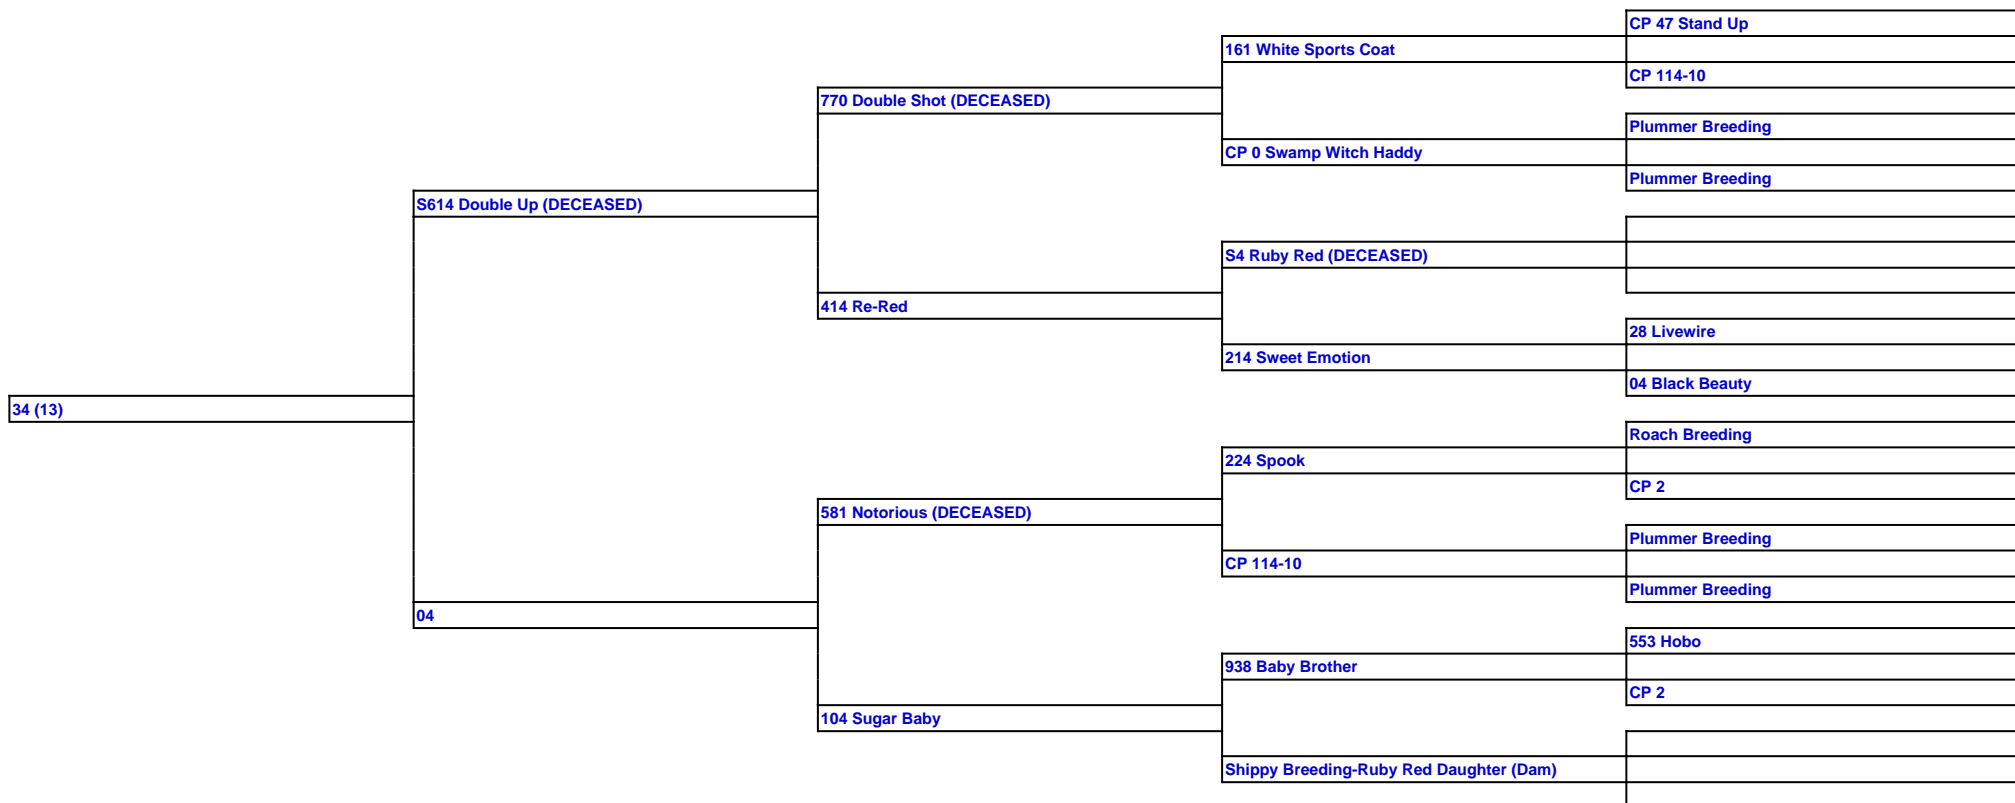 CP 47 Stand Up
161 White Sports Coat
CP 114-10
770 Double Shot (DECEASED)
Plummer Breeding
CP 0 Swamp Witch Haddy
Plummer Breeding
S614 Double Up (DECEASED)
S4 Ruby Red (DECEASED)
414 Re-Red
28 Livewire
214 Sweet Emotion
04 Black Beauty
34 (13)
Roach Breeding
224 Spook
CP 2
581 Notorious (DECEASED)
Plummer Breeding
CP 114-10
Plummer Breeding
04
553 Hobo
938 Baby Brother
CP 2
104 Sugar Baby
Shippy Breeding-Ruby Red Daughter (Dam)